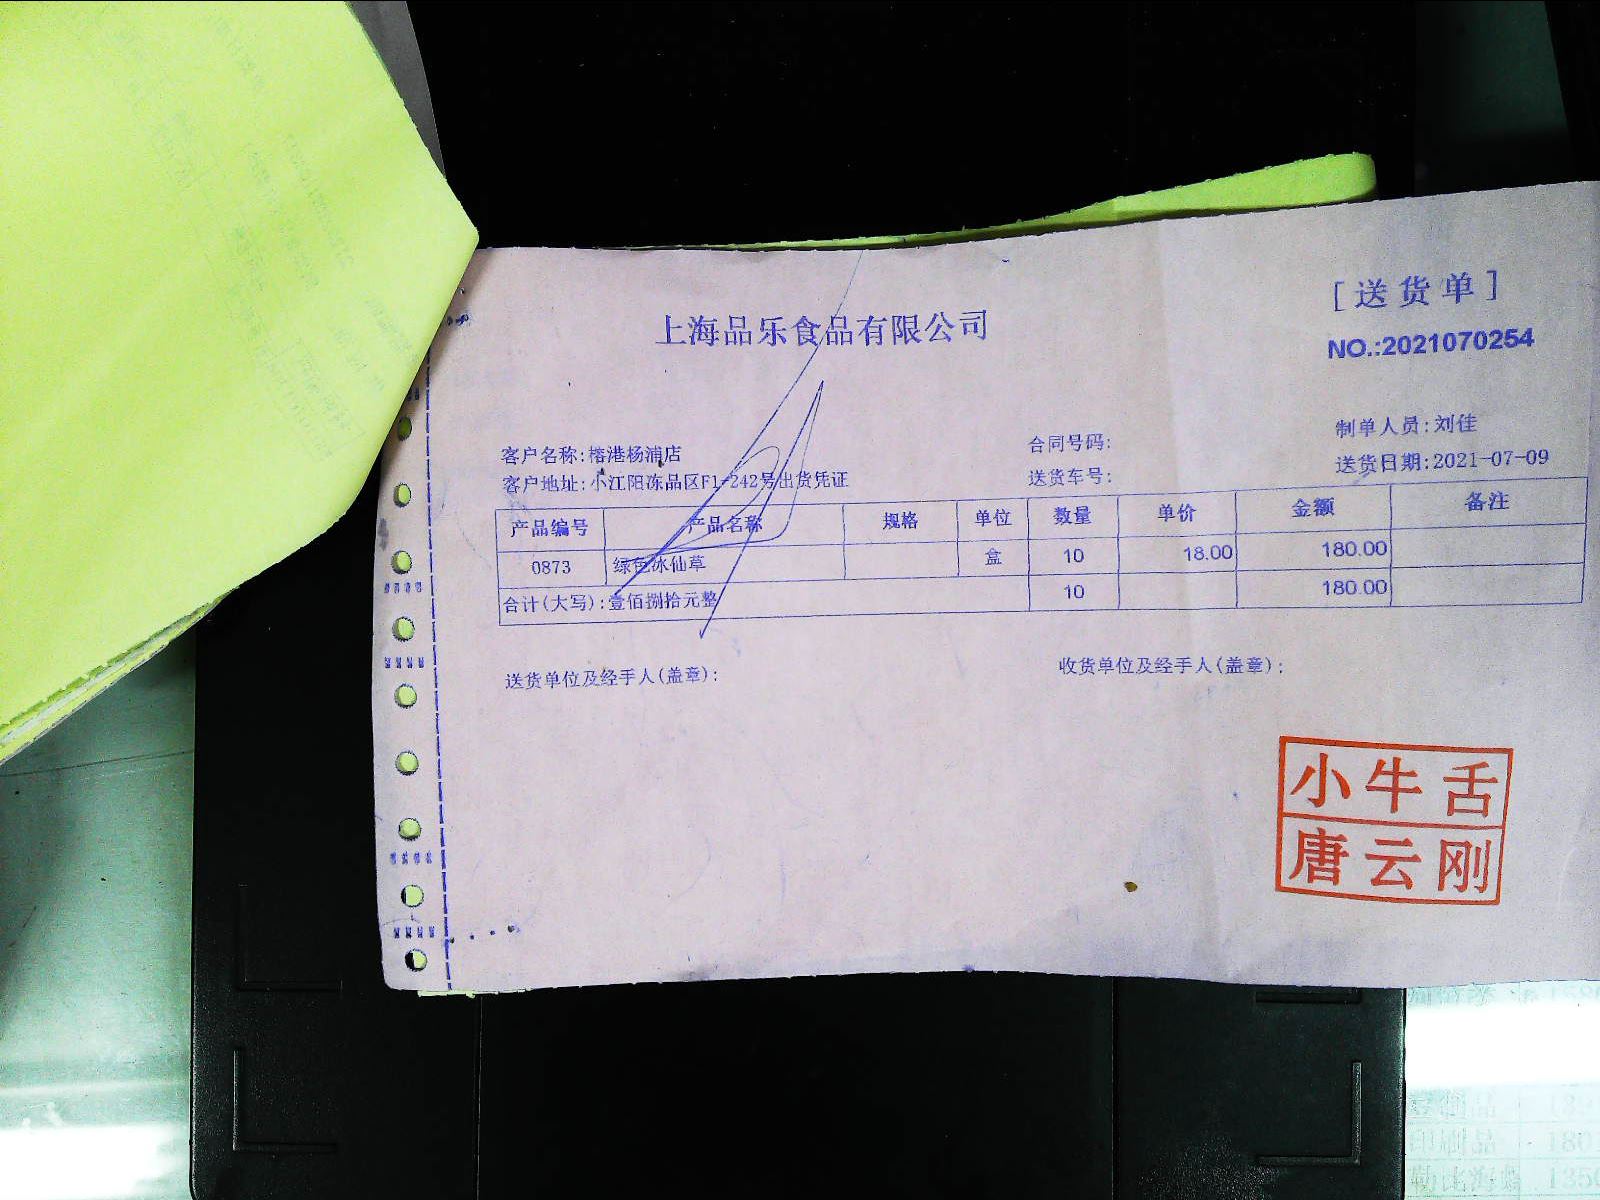 上海品乐食品有限公司
[送货单]
NO.:2021070254
客户名称:榕港杨浦店
合同号码:
制单人员:刘佳
客户地址:小江阳冻品区F1-242号出货凭证
送货车号:
送货日期:2021-07-09
产品编号 产品名称 规格 单位 数量 单价 金额 备注
0873 绿色冰仙草 盒 10 18.00 180.00
合计(大写):壹佰捌拾元整 10 180.00
送货单位及经手人(盖章):
收货单位及经手人(盖章):
小牛舌
唐云刚